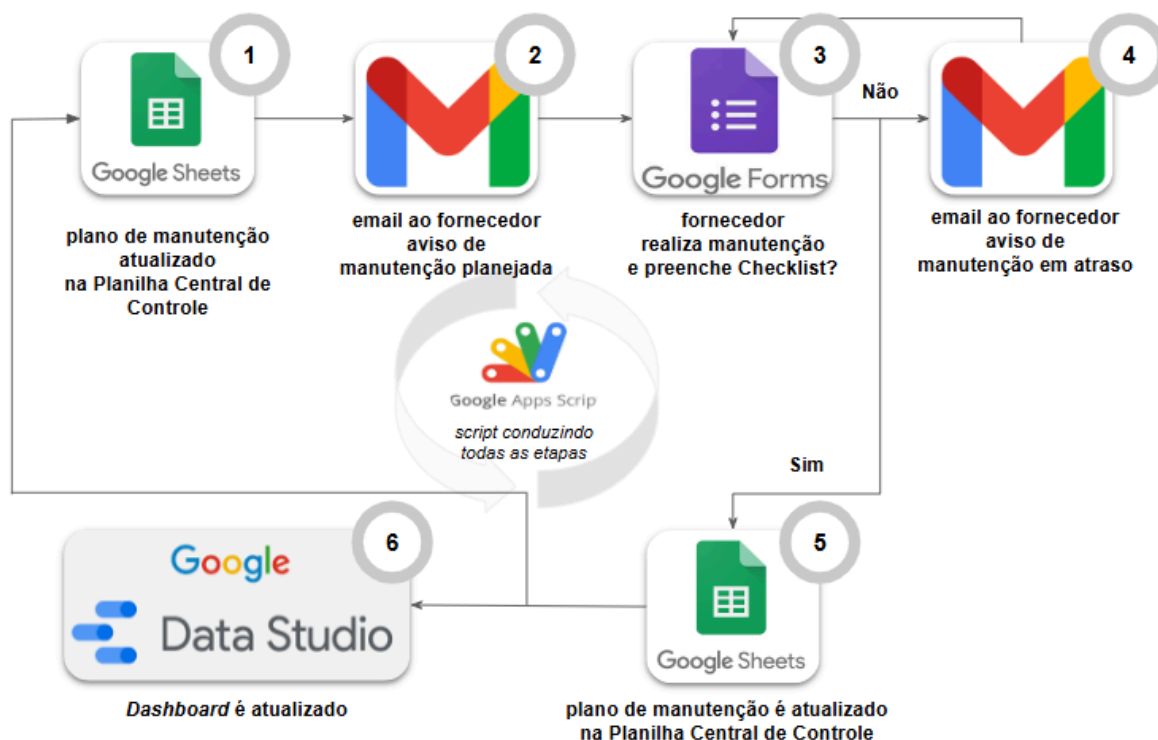 1
Google Sheets
plano de manutenção
atualizado
na Planilha Central de
Controle
2
email ao fornecedor
aviso de
manutenção planejada
3
Google Forms
fornecedor
realiza manutenção
e preenche Checklist?
Não
4
email ao fornecedor
aviso de
manutenção em atraso
Google Apps Scrip
script conduzindo
todas as etapas
Sim
5
Google Sheets
plano de manutenção é atualizado
na Planilha Central de Controle
6
Google
Data Studio
Dashboard é atualizado